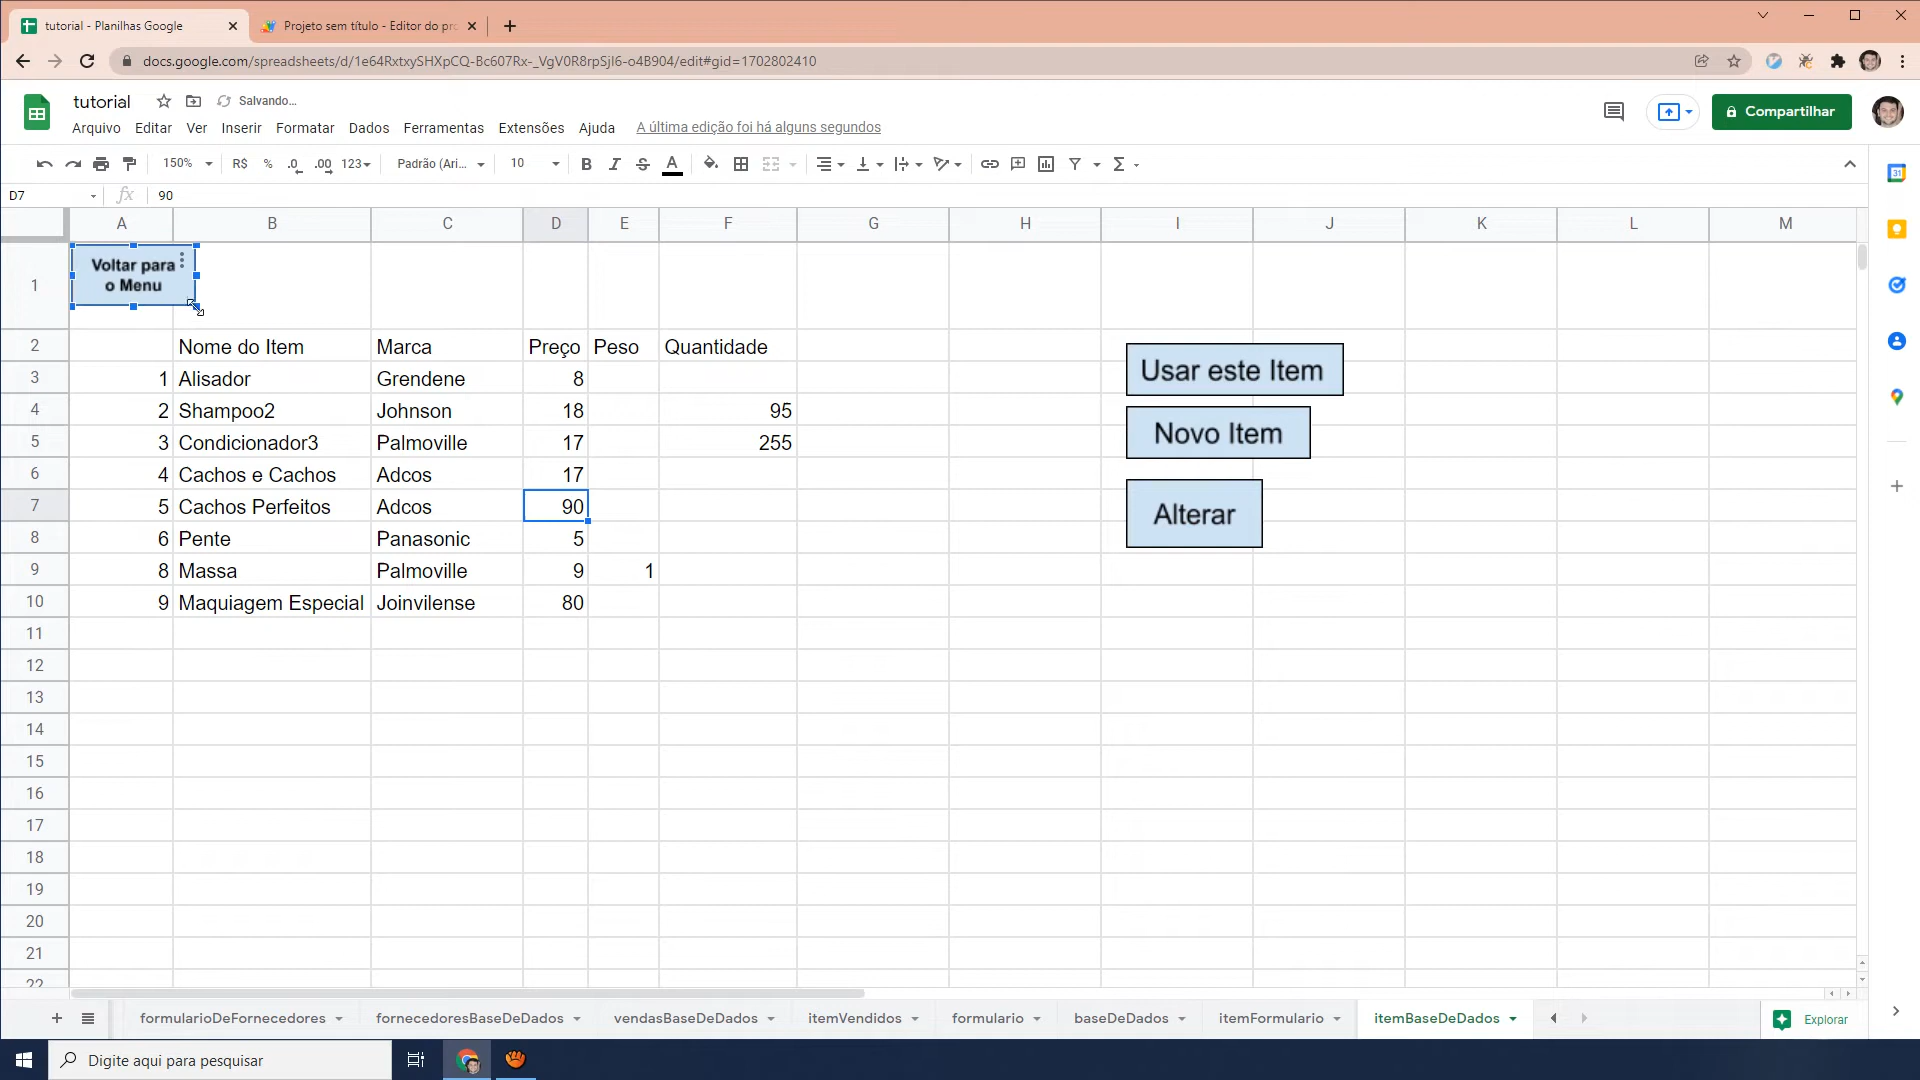 tutorial - Planilhas Google
Projeto sem título - Editor do pro
docs.google.com/spreadsheets/d/1e64RxtxySHXpCQ-Bc607Rx-_VgV0R8rpSjI6-o4B904/edit#gid=1702802410
tutorial
Salvando...
Arquivo Editar Ver Inserir Formatar Dados Ferramentas Extensões Ajuda A última edição foi há alguns segundos
Compartilhar
150% R$ % .0 .00 123 Padrão (Ari... 10 B I S A
31
D7 fx 90
A B C D E F G H I J K L M
Voltar para
o Menu
1
2 Nome do Item Marca Preço Peso Quantidade
3 1 Alisador Grendene 8
4 2 Shampoo2 Johnson 18 95
5 3 Condicionador3 Palmoville 17 255
6 4 Cachos e Cachos Adcos 17
7 5 Cachos Perfeitos Adcos 90
8 6 Pente Panasonic 5
9 8 Massa Palmoville 9 1
10 9 Maquiagem Especial Joinvilense 80
Usar este Item
Novo Item
Alterar
11
12
13
14
15
16
17
18
19
20
21
22
formularioDeFornecedores fornecedoresBaseDeDados vendasBaseDeDados itemVendidos formulario baseDeDados itemFormulario itemBaseDeDados Explorar
Digite aqui para pesquisar